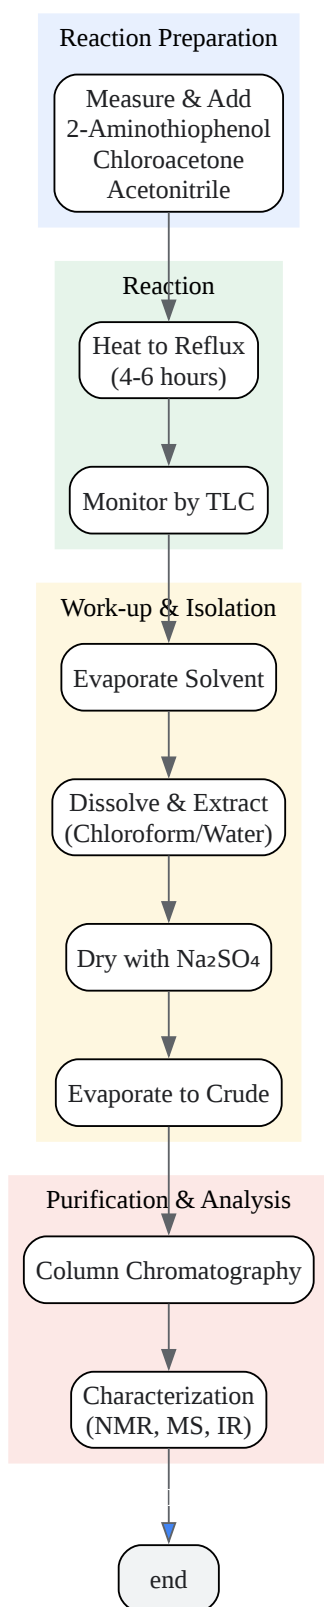 Reaction Preparation
Measure & Add
2-Aminothiophenol
Chloroacetone
Acetonitrile
Reaction
Heat to Reflux
(4-6 hours)
Monitor by TLC
Work-up & Isolation
Evaporate Solvent
Dissolve & Extract
(Chloroform/Water)
Dry with Na₂SO₄
Evaporate to Crude
Purification & Analysis
Column Chromatography
Characterization
(NMR, MS, IR)
end